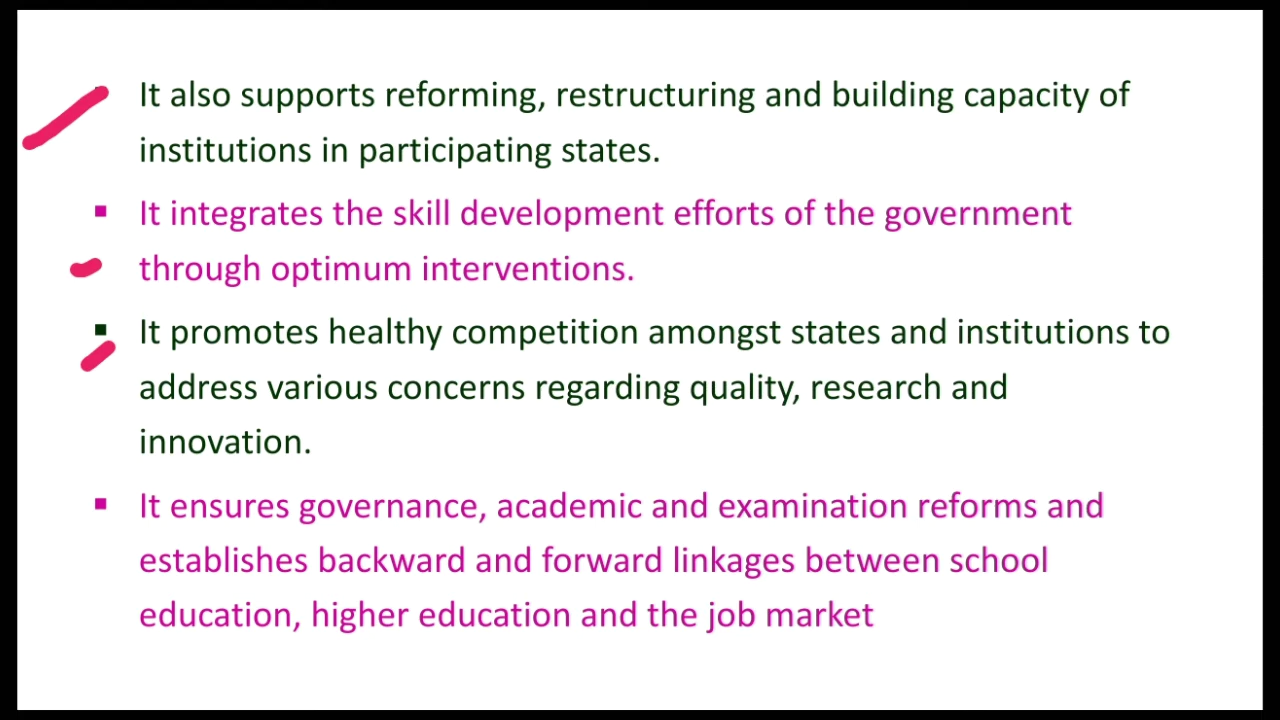 It also supports reforming, restructuring and building capacity of
institutions in participating states.
It integrates the skill development efforts of the government
through optimum interventions.
It promotes healthy competition amongst states and institutions to
address various concerns regarding quality, research and
innovation.
It ensures governance, academic and examination reforms and
establishes backward and forward linkages between school
education, higher education and the job market